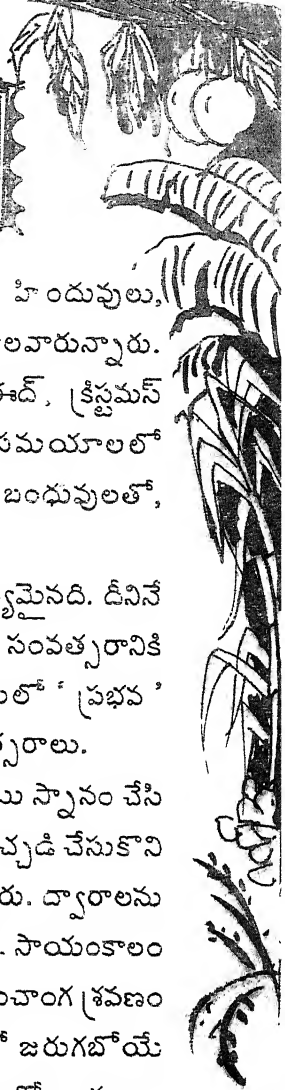 హిందువులు,
లవారున్నారు.
ఈద్, క్రిస్టమస్
సమయాలలో
బంధువులతో,
్యమైనది. దీనినే
సంవత్సరానికి
లో ' ప్రభవ '
్సరాలు.
స్నానం చేసి
చ్చడి చేసుకొని
రు. ద్వారాలను
. సాయంకాలం
చాంగ శ్రవణం
జరుగబోయే